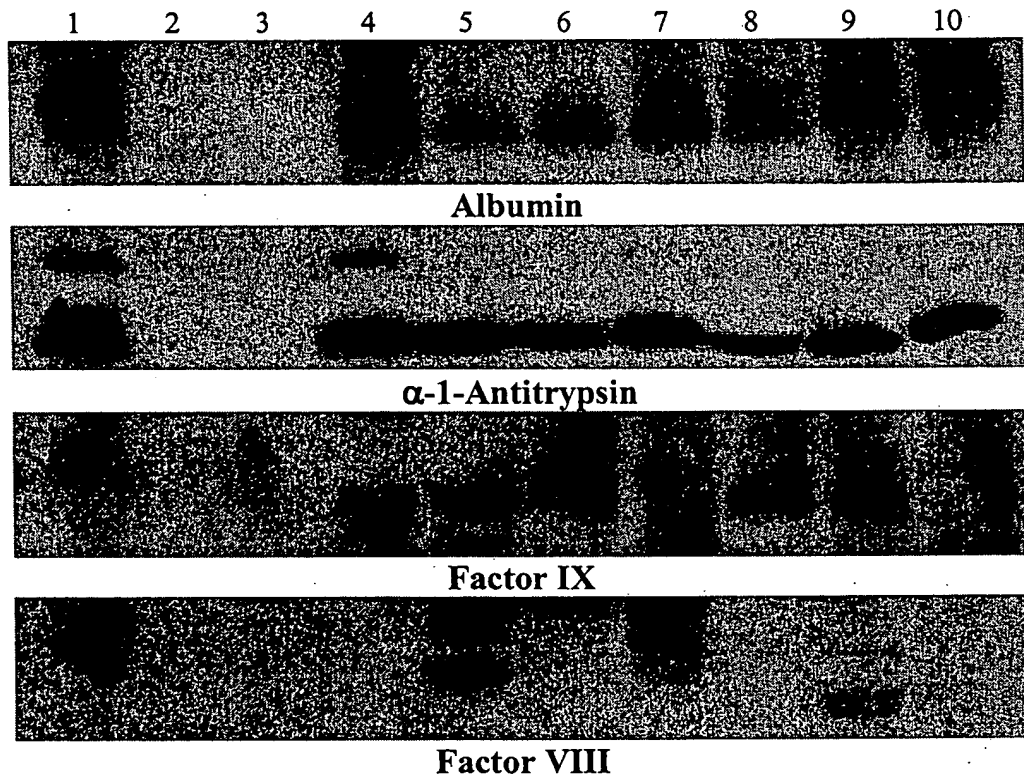 1 2 3 4 5 6 7 8 9 10
Albumin
α-1-Antitrypsin
Factor IX
Factor VIII